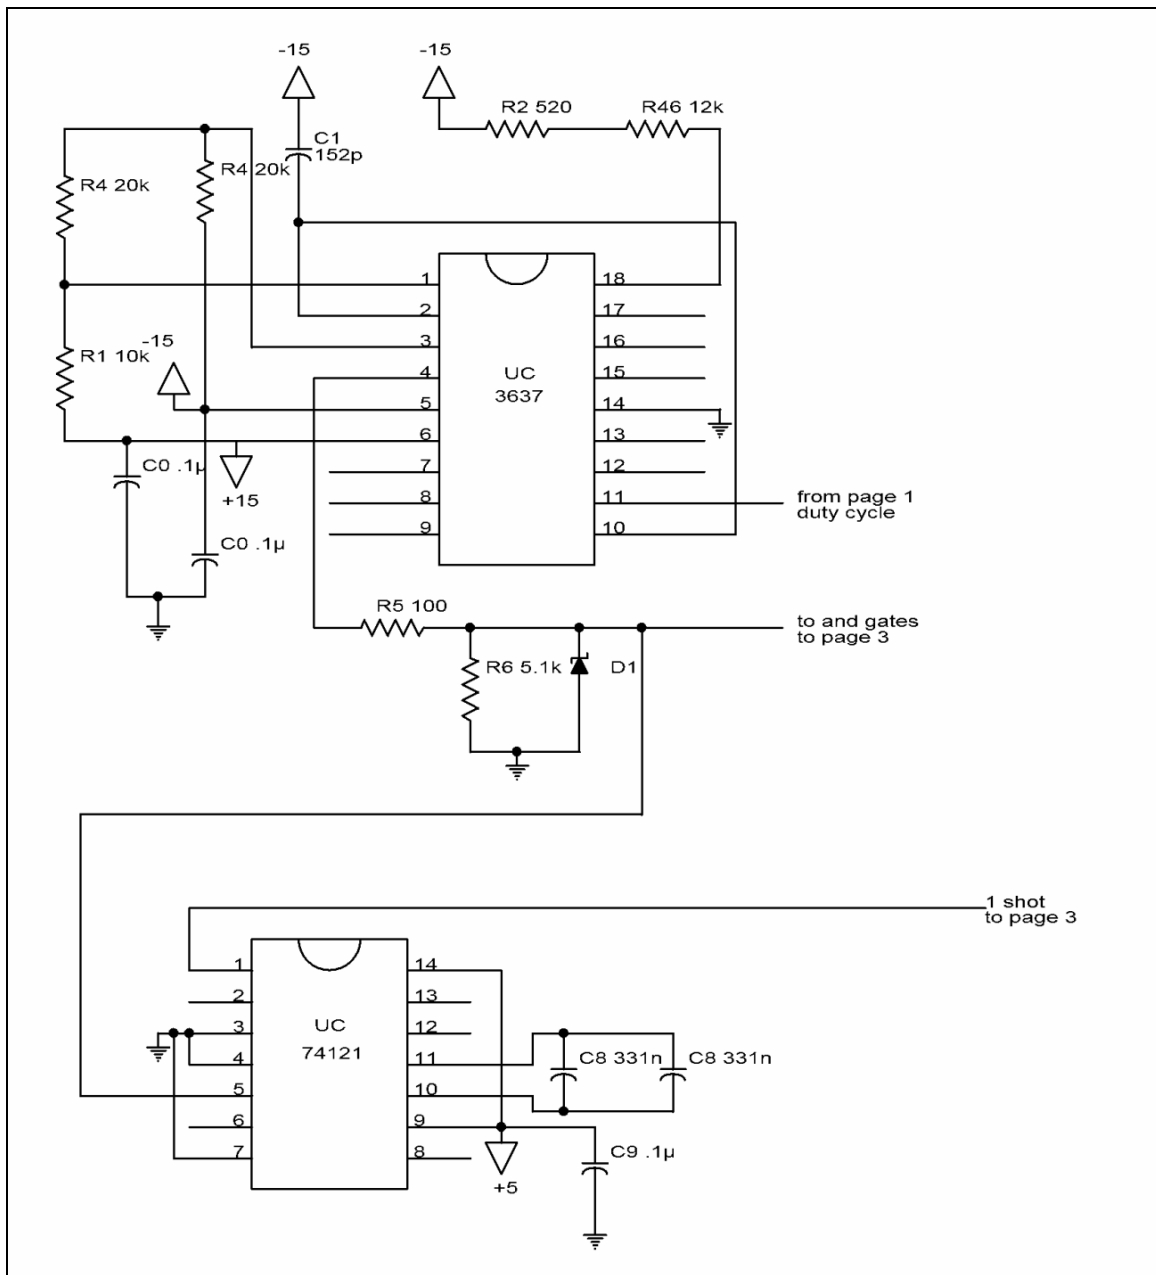 -15
-15
R2 520
R46 12k
C1
152p
R4 20k
R4 20k
1
2
3
4
5
6
7
8
9
18
17
16
15
14
13
12
11
10
UC
3637
-15
R1 10k
C0 .1µ
+15
C0 .1µ
from page 1
duty cycle
R5 100
to and gates
to page 3
R6 5.1k
D1
1 shot
to page 3
1
2
3
4
5
6
7
14
13
12
11
10
9
8
UC
74121
C8 331n
C8 331n
C9 .1µ
+5